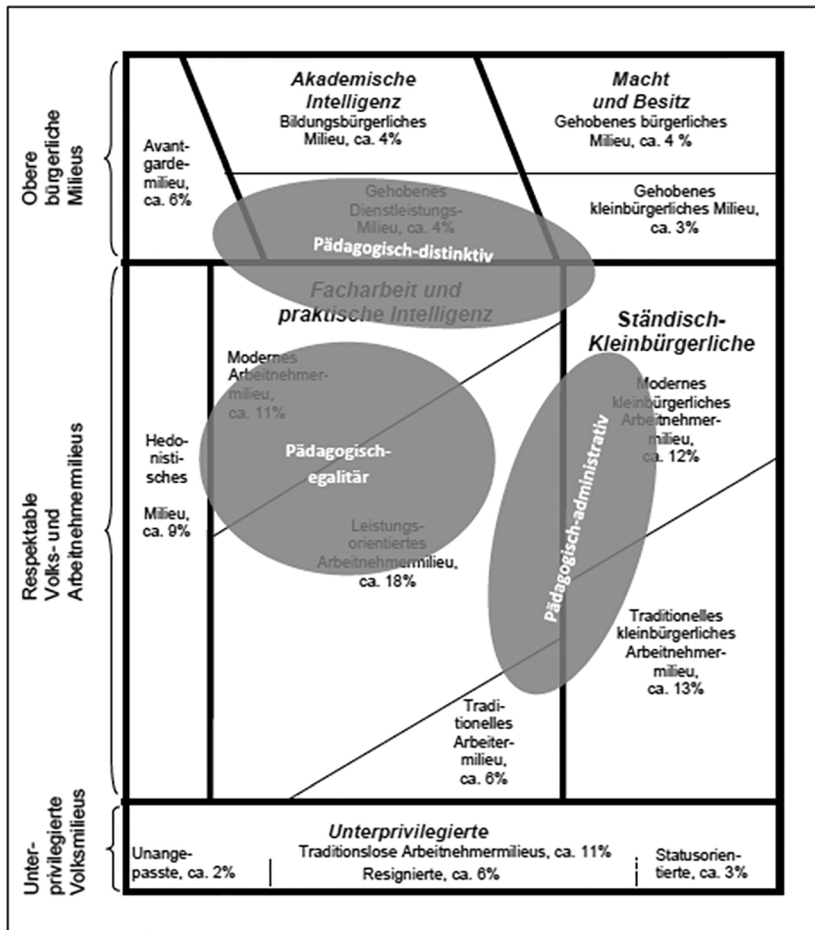 Obere
bürgerliche
Milieus
Avant-
garde-
milieu,
ca. 6%
Akademische
Intelligenz
Bildungsbürgerliches
Milieu, ca. 4%
Macht
und Besitz
Gehobenes bürgerliches
Milieu, ca. 4 %
Gehobenes
Dienstleistungs-
Milieu, ca. 4%
Gehobenes
kleinbürgerliches Milieu,
ca. 3%
Pädagogisch-distinktiv
Respektable
Volks- und
Arbeitnehmermilieus
Hedo-
nisti-
sches
Milieu,
ca. 9%
Facharbeit und
praktische Intelligenz
Modernes
Arbeitnehmer-
milieu,
ca. 11%
Pädagogisch-
egalitär
Leistungs-
orientiertes
Arbeitnehmermilieu,
ca. 18%
Traditi-
onelles
Arbeiter-
milieu,
ca. 6%
Pädagogisch-administrativ
Ständisch-
Kleinbürgerliche
Modernes
kleinbürgerliches
Arbeitnehmer-
milieu,
ca. 12%
Traditionelles
kleinbürgerliches
Arbeitnehmer-
milieu,
ca. 13%
Unter-
privilegierte
Volksmilieus
Unterprivilegierte
Traditionslose Arbeitnehmermilieus, ca. 11%
Unange-
passte, ca. 2%
Resignierte, ca. 6%
Statusorien-
tierte, ca. 3%